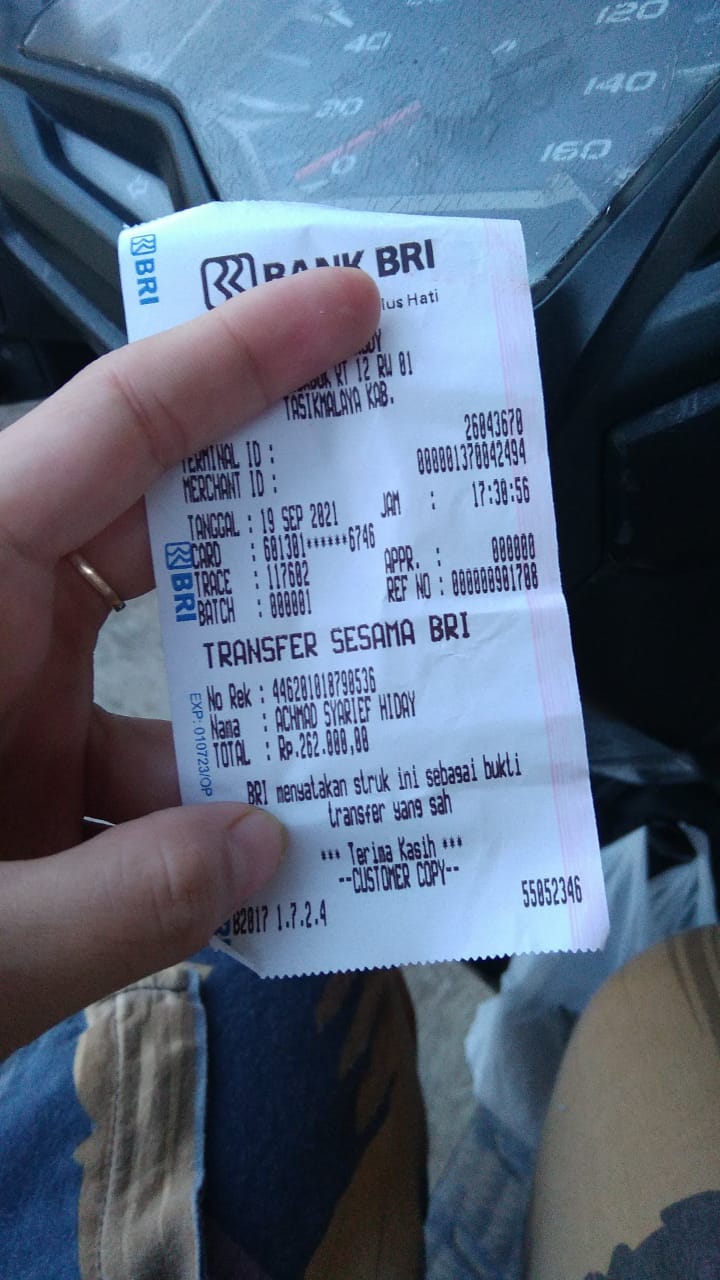 120
40
140
20
160
0
BRI
BANK BRI
lus Hati
RT 12 RW 01
TASIKMALAYA KAB.
TERMINAL ID : 26043670
MERCHANT ID : 000001370042494
TANGGAL : 19 SEP 2021 JAM : 17:30:56
CARD : 601301******6746
TRACE : 117602 APPR. : 000000
BATCH : 000001 REF NO : 000000901708
BRI
TRANSFER SESAMA BRI
No Rek : 446201010790536
Nama : ACHMAD SYARIEF HIDAY
TOTAL : Rp.262.000,00
EXP: 010723/OP
BRI menyatakan struk ini sebagai bukti
transfer yang sah
*** Terima Kasih ***
--CUSTOMER COPY--
B2017 1.7.2.4 55052346